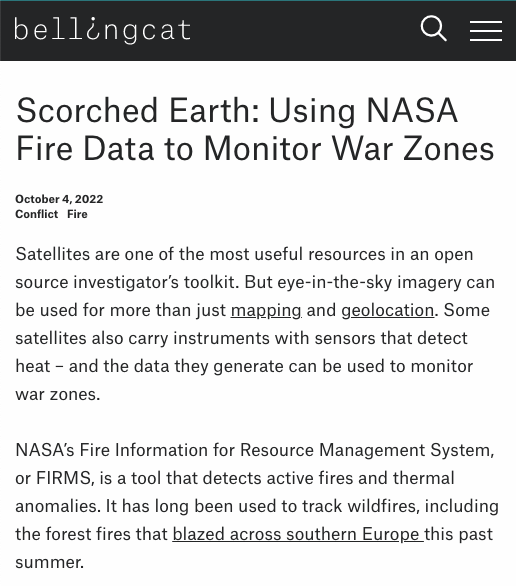 bellingcat
Scorched Earth: Using NASA
Fire Data to Monitor War Zones
October 4, 2022
Conflict Fire
Satellites are one of the most useful resources in an open
source investigator’s toolkit. But eye-in-the-sky imagery can
be used for more than just mapping and geolocation. Some
satellites also carry instruments with sensors that detect
heat – and the data they generate can be used to monitor
war zones.
NASA’s Fire Information for Resource Management System,
or FIRMS, is a tool that detects active fires and thermal
anomalies. It has long been used to track wildfires, including
the forest fires that blazed across southern Europe this past
summer.